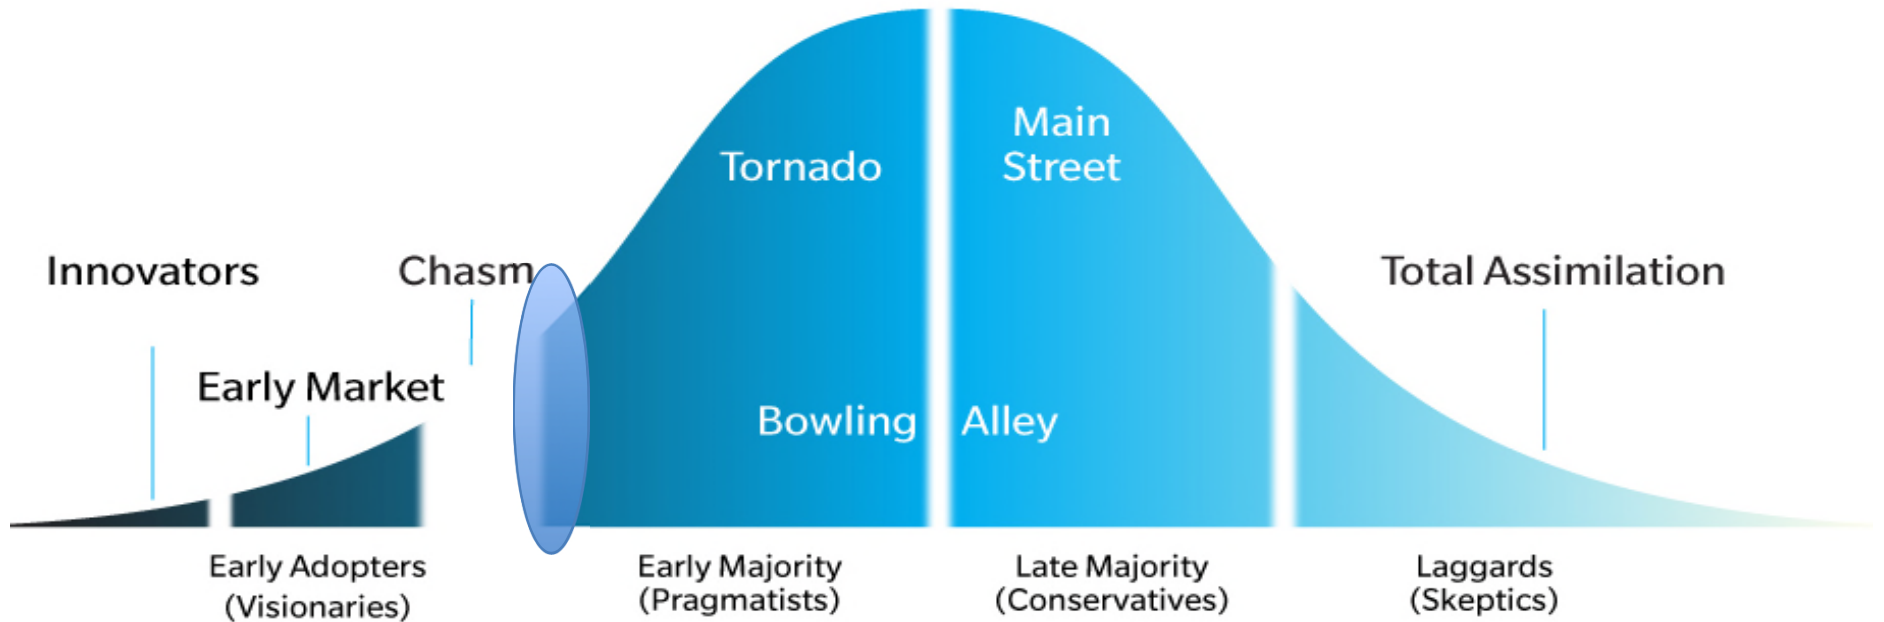 Innovators
Early Market
Chasm
Tornado
Main
Street
Bowling Alley
Total Assimilation
Early Adopters
(Visionaries)
Early Majority
(Pragmatists)
Late Majority
(Conservatives)
Laggards
(Skeptics)